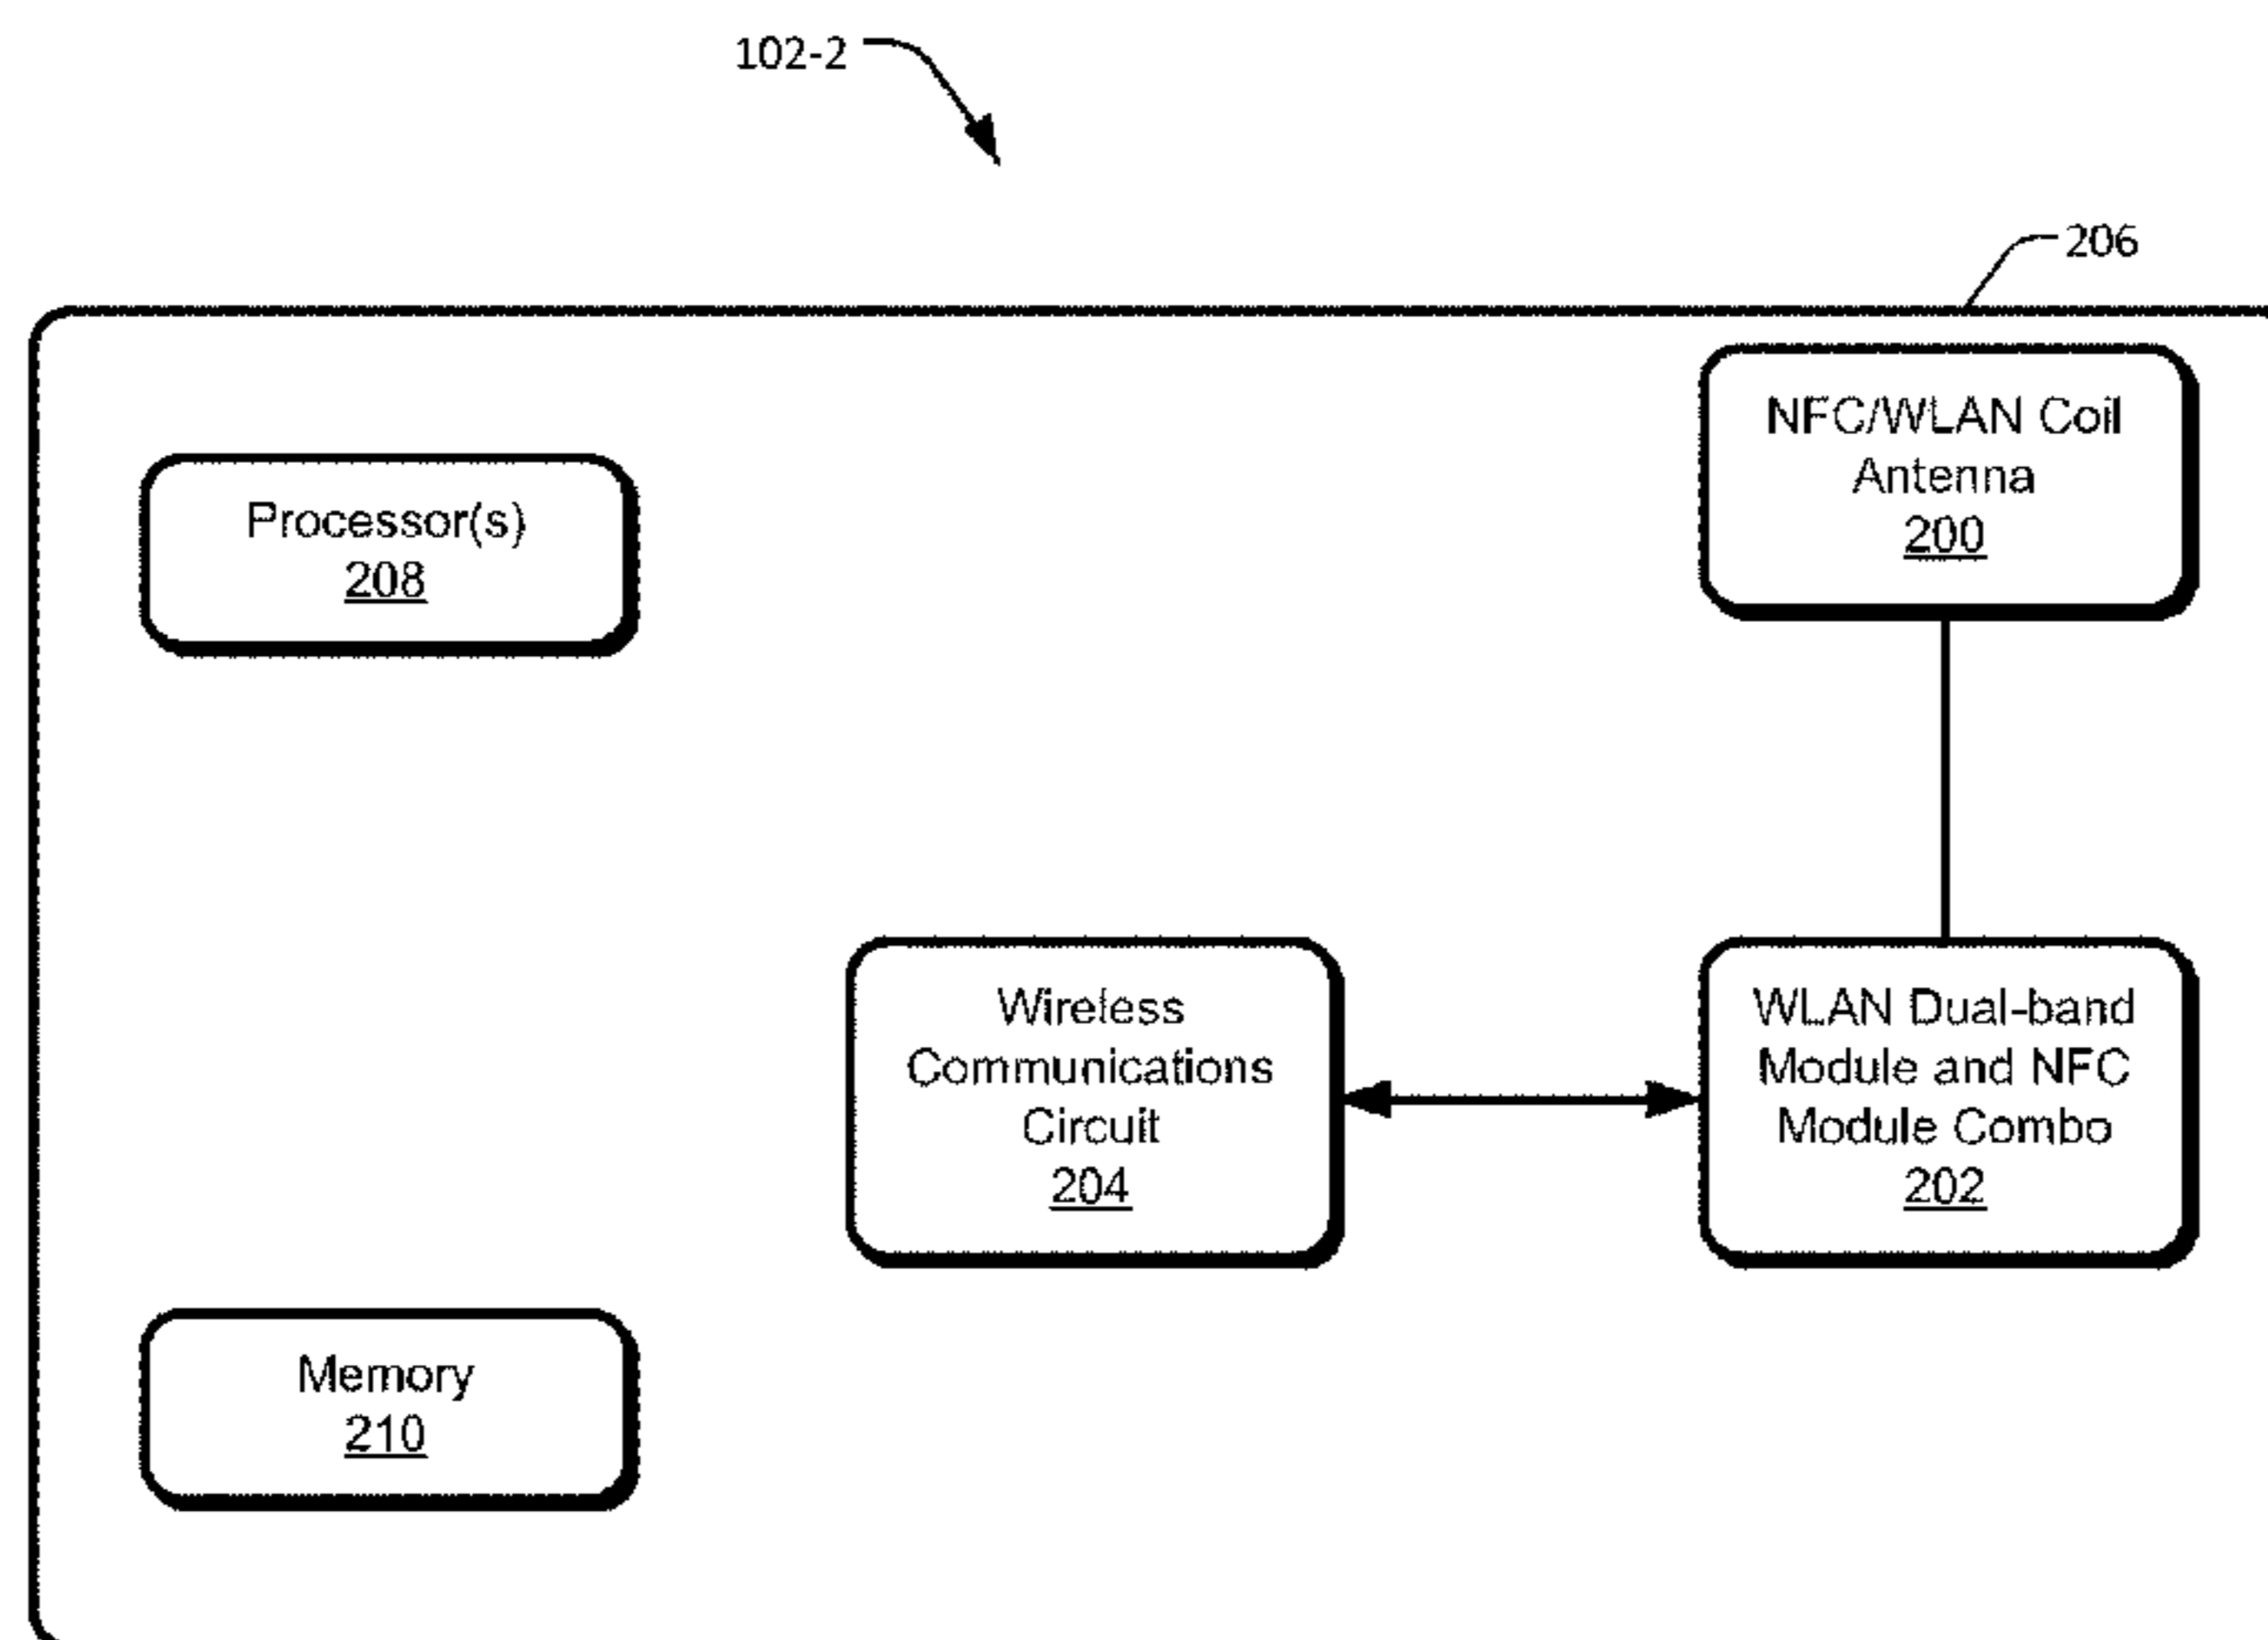 102-2
206
NFC/WLAN Coil
Antenna
200
Processor(s)
208
Wireless
Communications
Circuit
204
WLAN Dual-band
Module and NFC
Module Combo
202
Memory
210